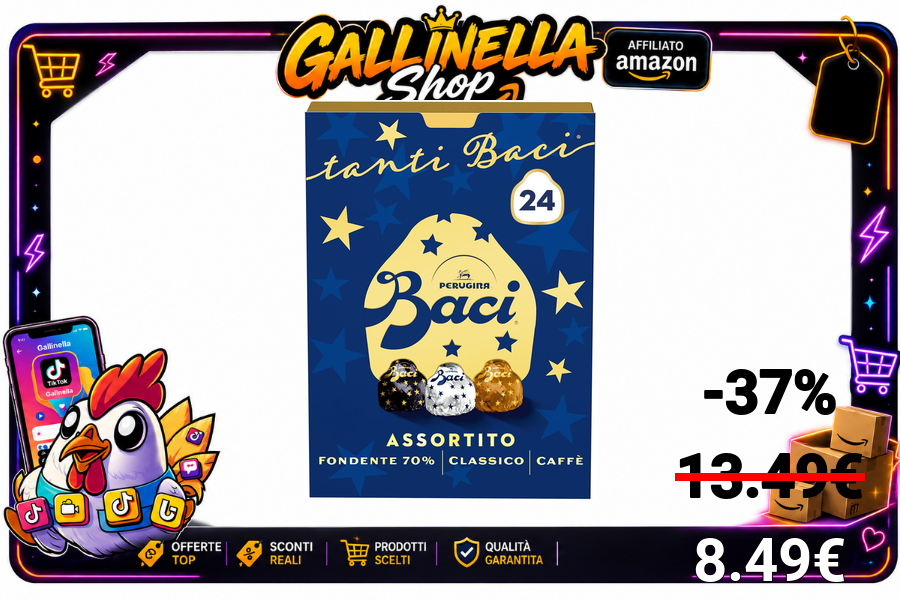 GALLINELLA
Shop
AFFILIATO
amazon
tanti Baci
24
PERUGINA
Baci
Baci
Baci
Baci
ASSORTITO
FONDENTE 70% | CLASSICO | CAFFÈ
Gallinella
TikTok
Gallinella
-37%
13.49€
8.49€
OFFERTE
TOP
SCONTI
REALI
PRODOTTI
SCELTI
QUALITÀ
GARANTITA